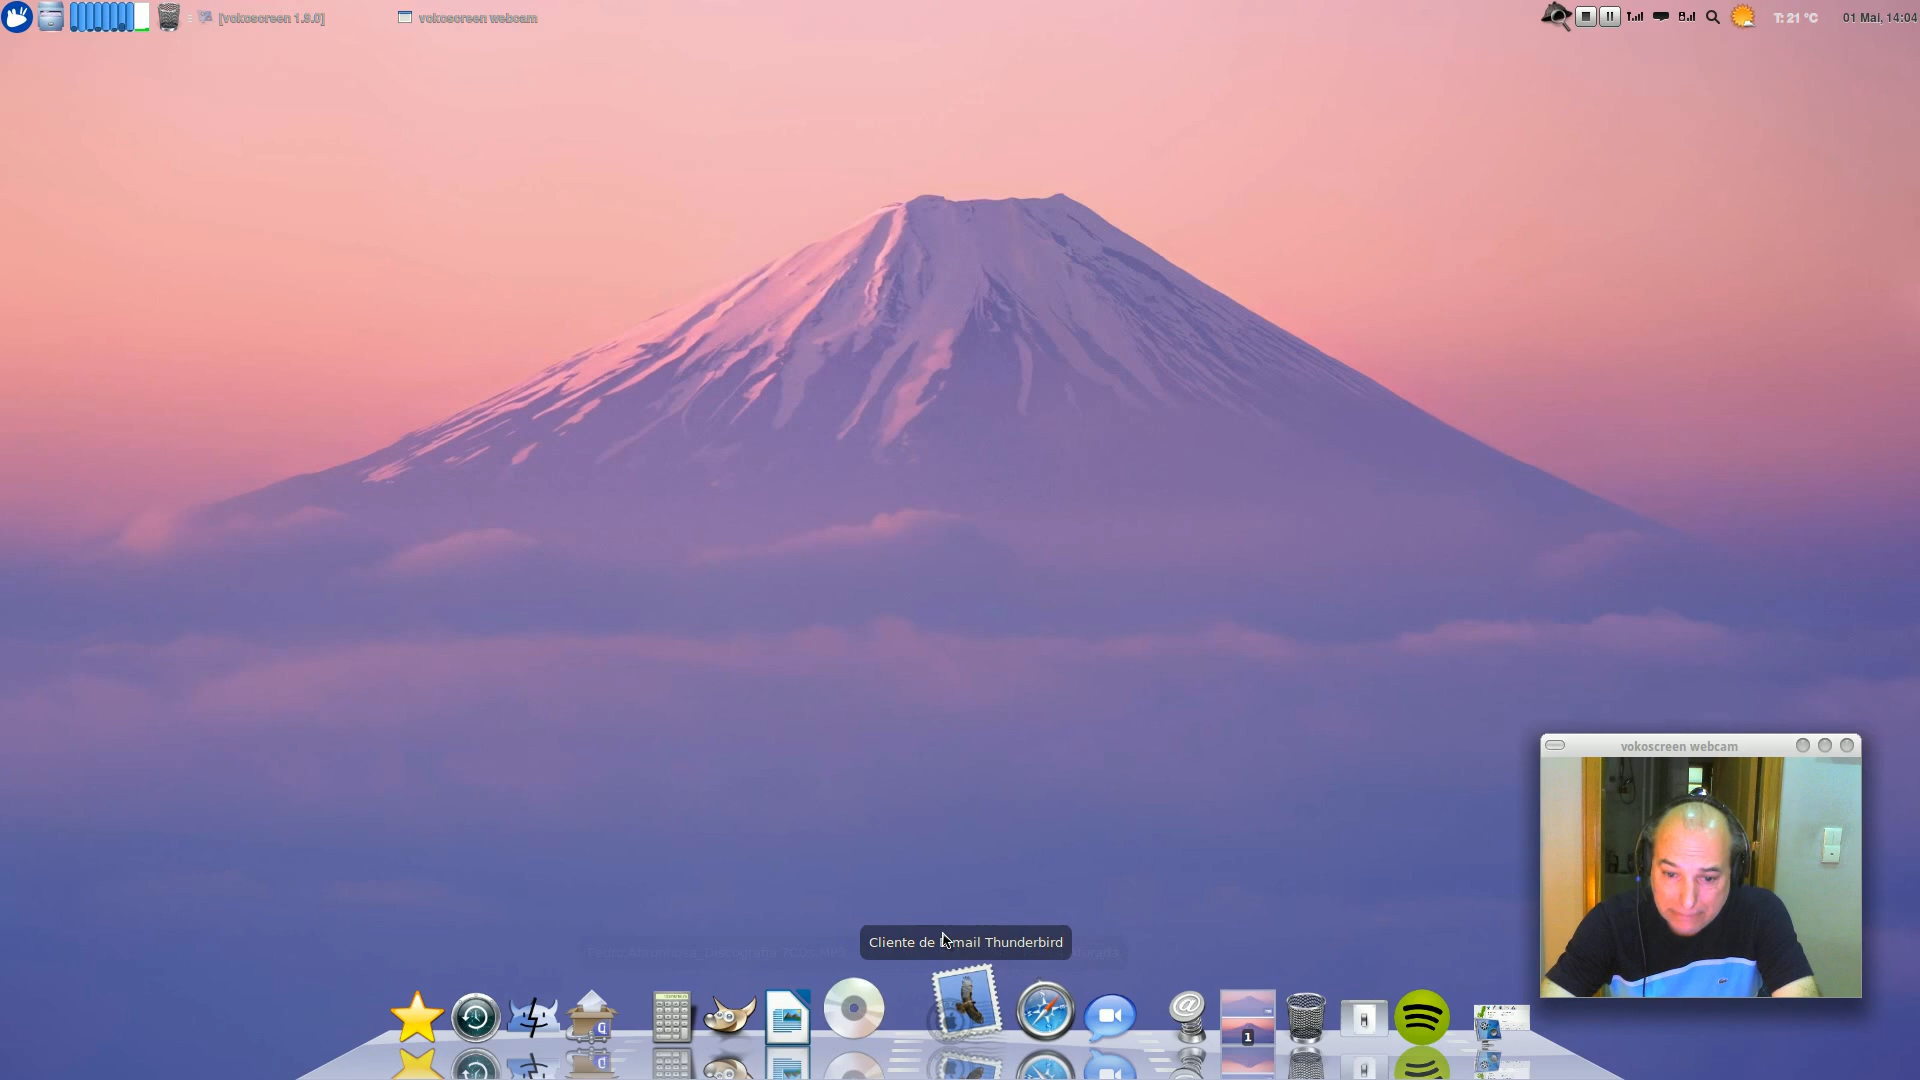 [vokoscreen 1.9.0]
vokoscreen webcam
T: 21 °C
01 Mai, 14:04
vokoscreen webcam
Cliente de Email Thunderbird
1